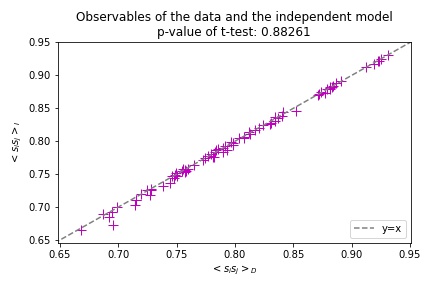 Observables of the data and the independent model
p-value of t-test: 0.88261
0.95
0.90
0.85
0.80
0.75
0.70
0.65
< s_i s_j >_I
y=x
0.65 0.70 0.75 0.80 0.85 0.90 0.95
< s_i s_j >_D